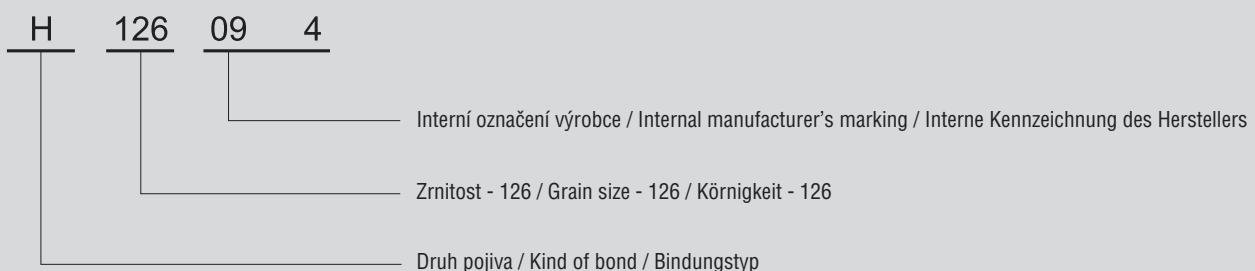 H 126 09 4
Interní označení výrobce / Internal manufacturer's marking / Interne Kennzeichnung des Herstellers
Zrnitost - 126 / Grain size - 126 / Körnigkeit - 126
Druh pojiva / Kind of bond / Bindungstyp